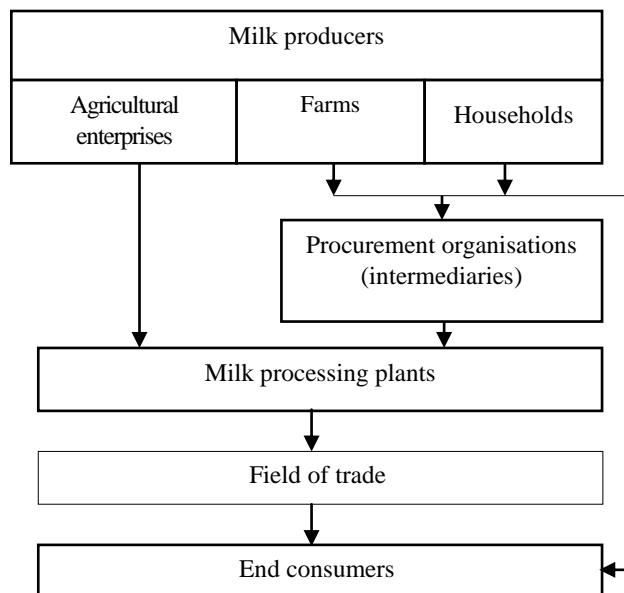 Milk producers
Agricultural
enterprises
Farms
Households
Procurement organisations
(intermediaries)
Milk processing plants
Field of trade
End consumers